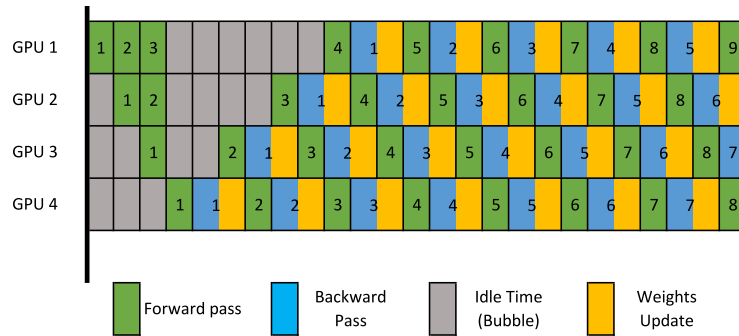 GPU 1 1 2 3 4 1 5 2 6 3 7 4 8 5 9
GPU 2 1 2 3 1 4 2 5 3 6 4 7 5 8 6
GPU 3 1 2 1 3 2 4 3 5 4 6 5 7 6 8 7
GPU 4 1 1 2 2 3 3 4 4 5 5 6 6 7 7 8
Forward pass
Backward
Pass
Idle Time
(Bubble)
Weights
Update